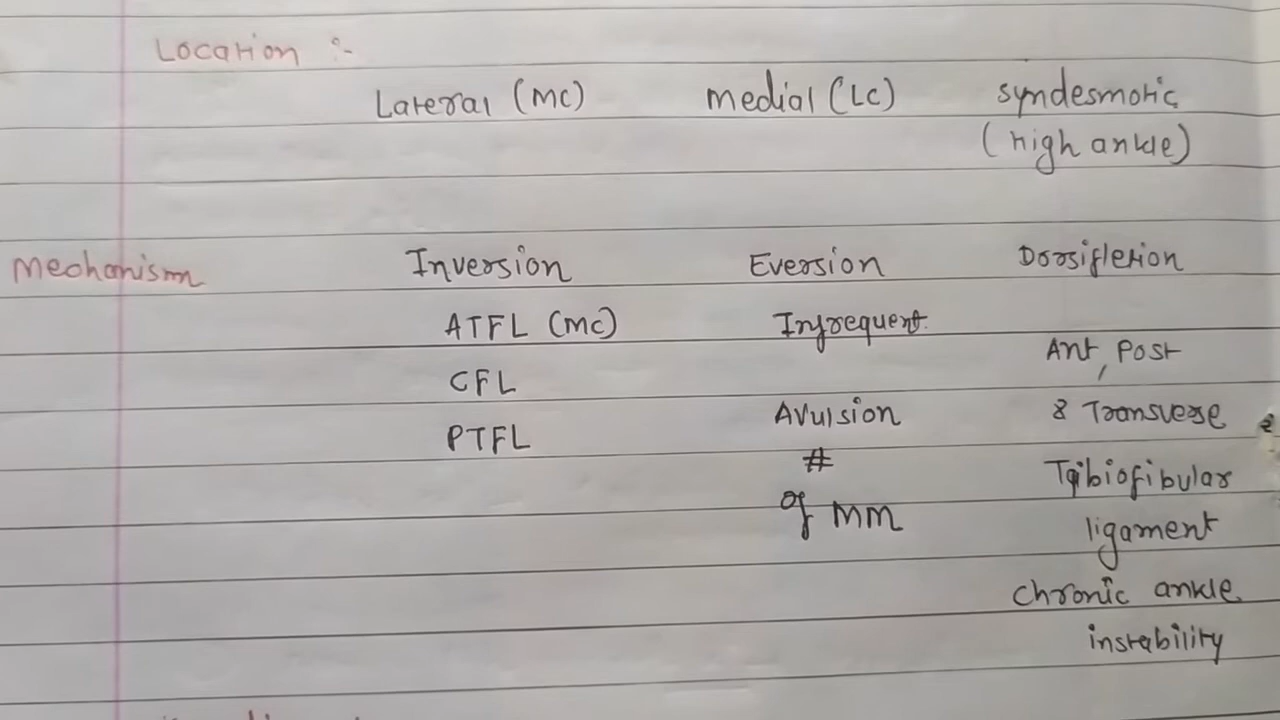 Location :-
Lateral (MC) Medial (LC) Syndesmotic
(high ankle)
Mechanism Inversion Eversion Dorsiflexion
ATFL (MC) Infrequent
Ant, Post
CFL
Avulsion & Transverse
PTFL
#
Tibiofibular
of MM
ligament
chronic ankle
instability